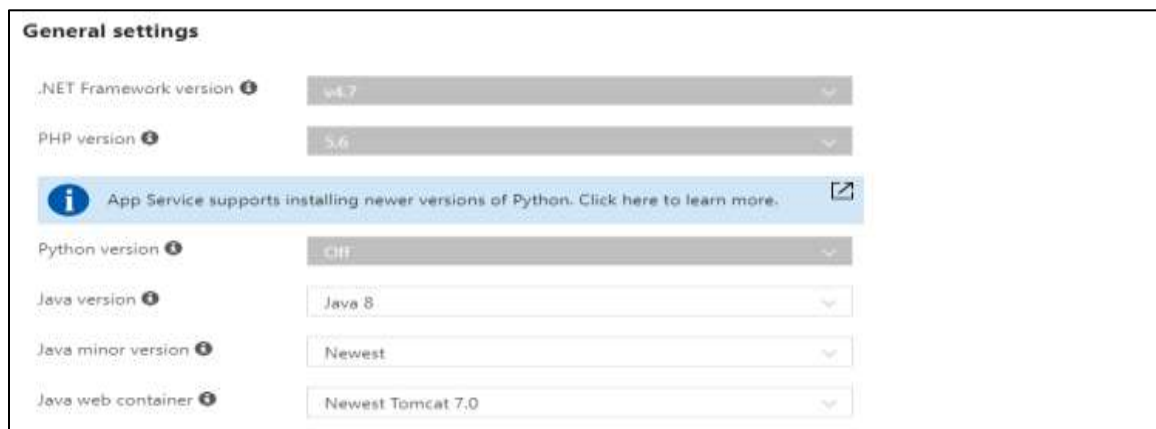 General settings
.NET Framework version
v4.7
PHP version
5.6
App Service supports installing newer versions of Python. Click here to learn more.
Python version
Off
Java version
Java 8
Java minor version
Newest
Java web container
Newest Tomcat 7.0